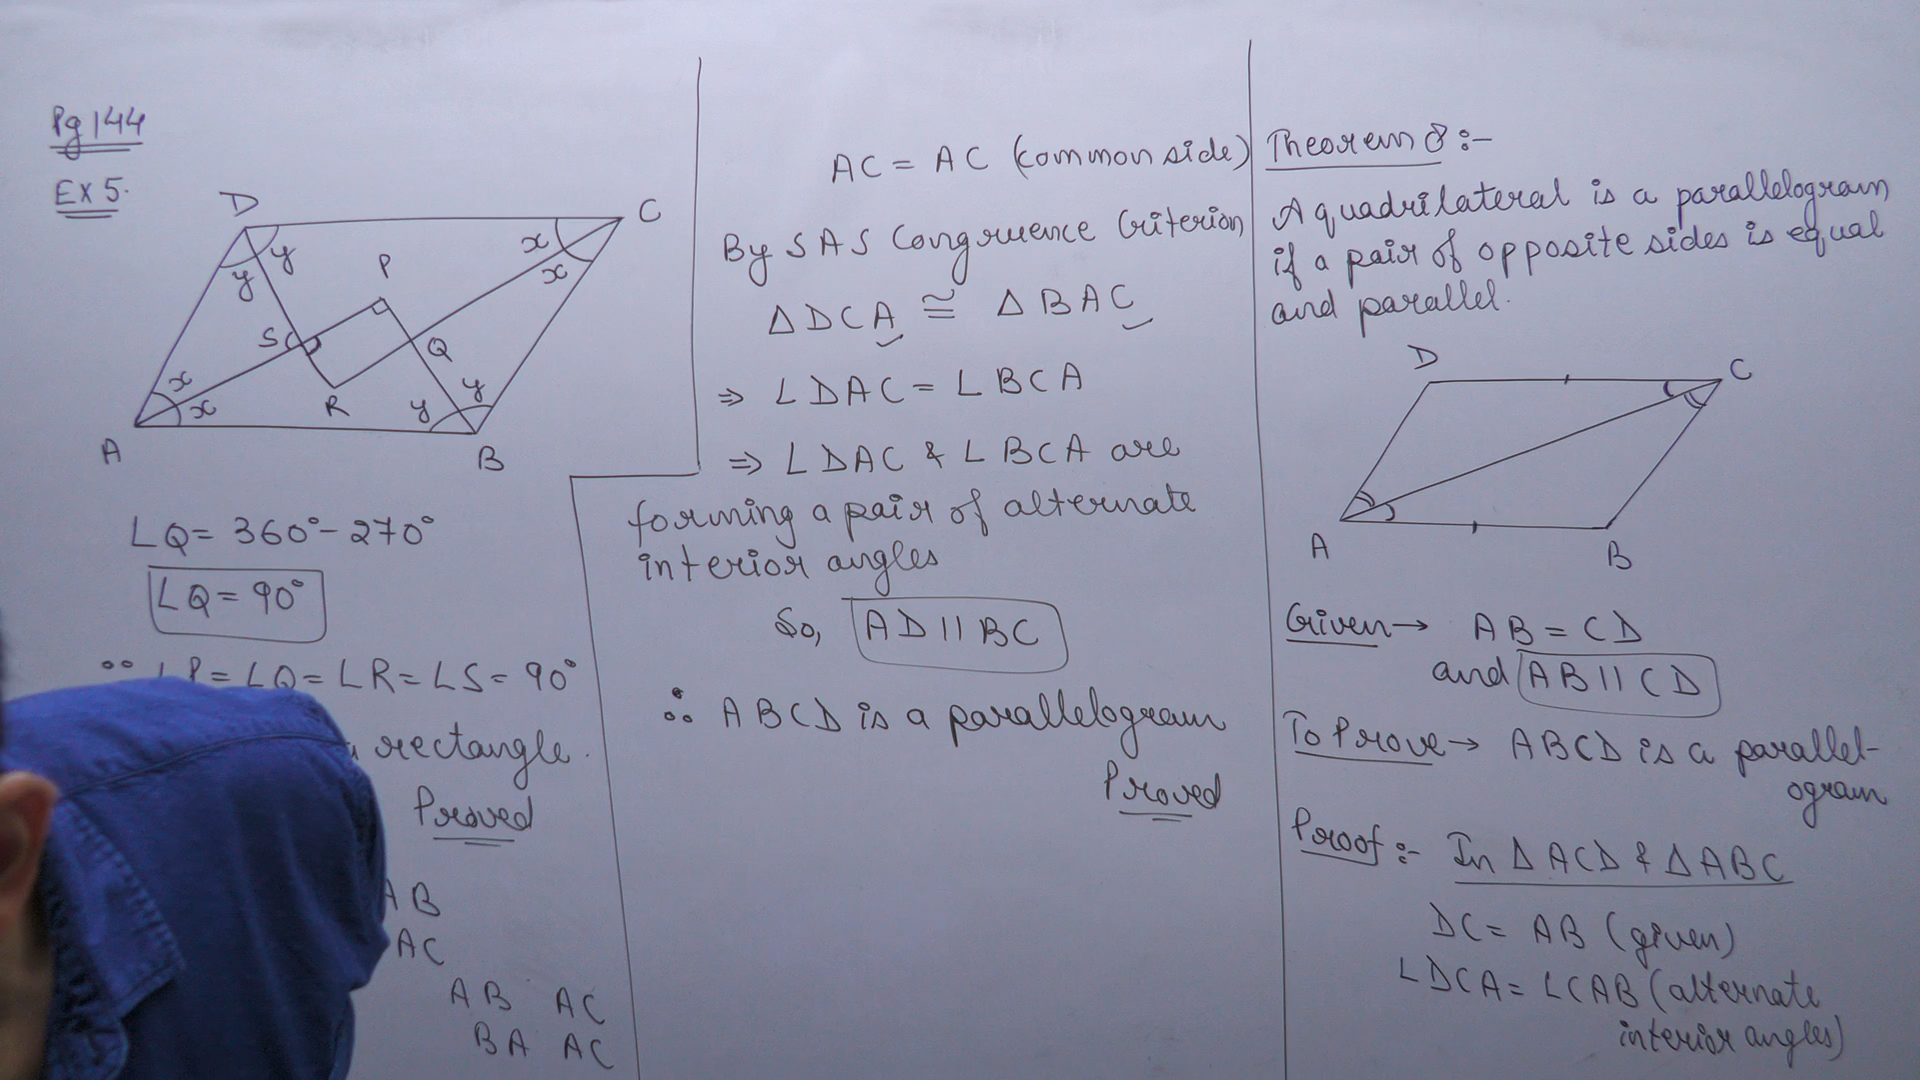 Pg 144
Ex 5.
D
C
y
y
P
x
x
S
Q
x
x
R
y
y
A
B
∠Q = 360° - 270°
∠Q = 90°
∠P = ∠Q = ∠R = ∠S = 90°
rectangle.
Proved
AB
AC
AB AC
BA AC
AC = AC (common side)
By SAS Congruence Criterion
Δ DCA ≅ Δ BAC
⇒ ∠DAC = ∠BCA
⇒ ∠DAC & ∠BCA are
forming a pair of alternate
interior angles
So, AD || BC
∴ ABCD is a parallelogram
Proved
Theorem 8 :-
A quadrilateral is a parallelogram
if a pair of opposite sides is equal
and parallel.
D
C
A
B
Given → AB = CD
and AB || CD
To Prove → ABCD is a parallel-
ogram
Proof :- In Δ ACD & Δ ABC
DC = AB (given)
∠DCA = ∠CAB (alternate
interior angles)